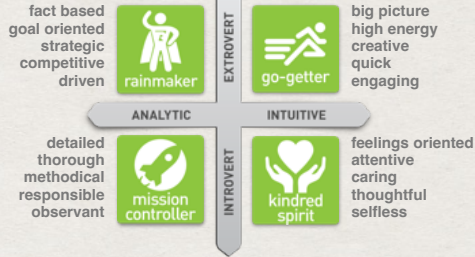 fact based
goal oriented
strategic
competitive
driven
rainmaker
EXTROVERT
go-getter
big picture
high energy
creative
quick
engaging
ANALYTIC
INTUITIVE
detailed
thorough
methodical
responsible
observant
mission
controller
INTROVERT
kindred
spirit
feelings oriented
attentive
caring
thoughtful
selfless